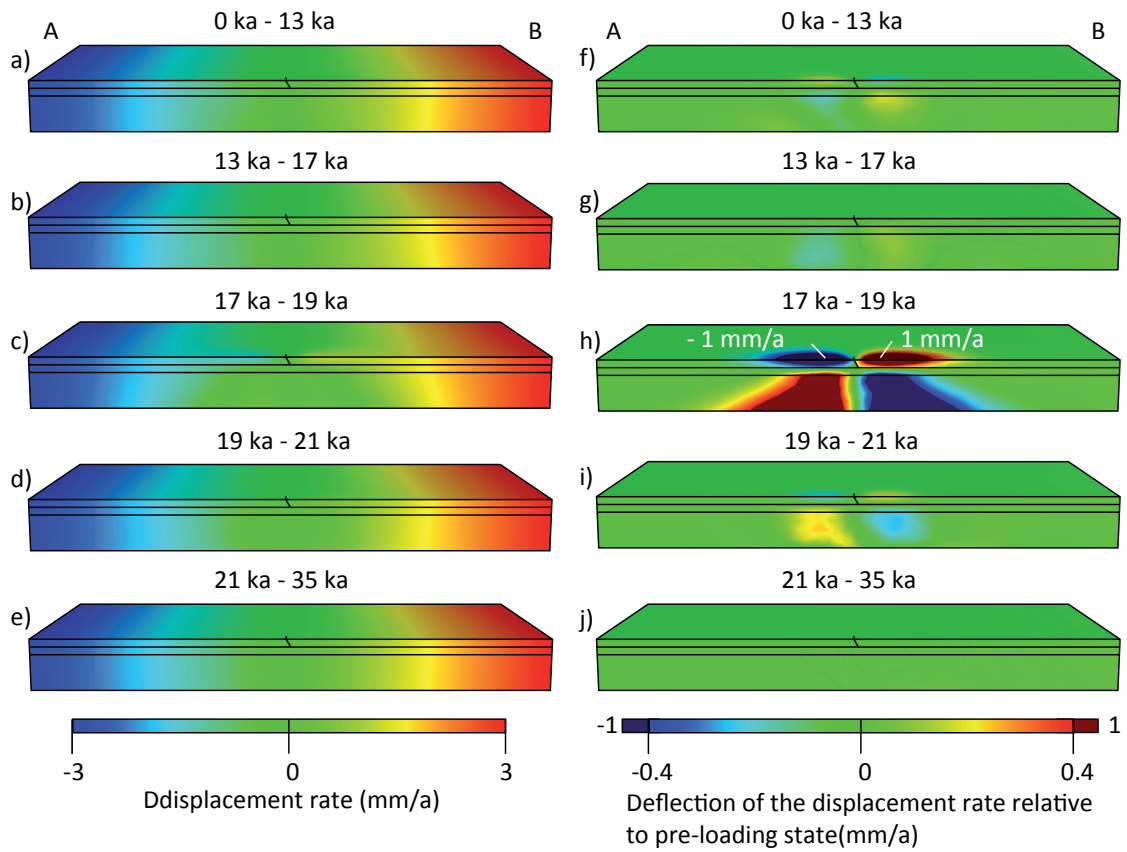 0 ka - 13 ka
A
B
a)
13 ka - 17 ka
b)
17 ka - 19 ka
c)
19 ka - 21 ka
d)
21 ka - 35 ka
e)
-3
0
3
Ddisplacement rate (mm/a)
0 ka - 13 ka
A
B
f)
13 ka - 17 ka
g)
17 ka - 19 ka
h)
- 1 mm/a
1 mm/a
19 ka - 21 ka
i)
21 ka - 35 ka
j)
-1
1
-0.4
0
0.4
Deflection of the displacement rate relative
to pre-loading state(mm/a)